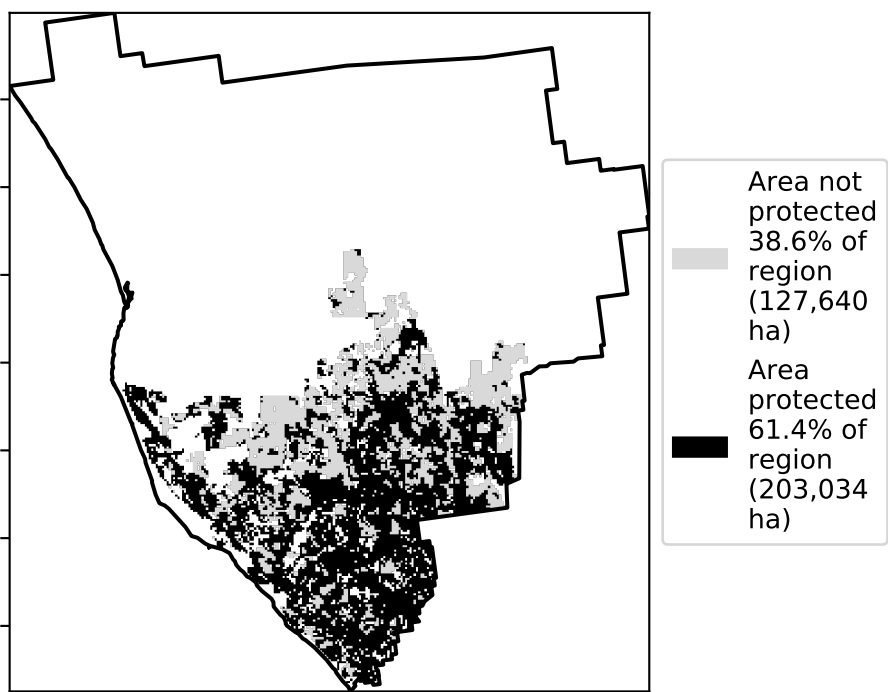 Area not
protected
38.6% of
region
(127,640
ha)
Area
protected
61.4% of
region
(203,034
ha)